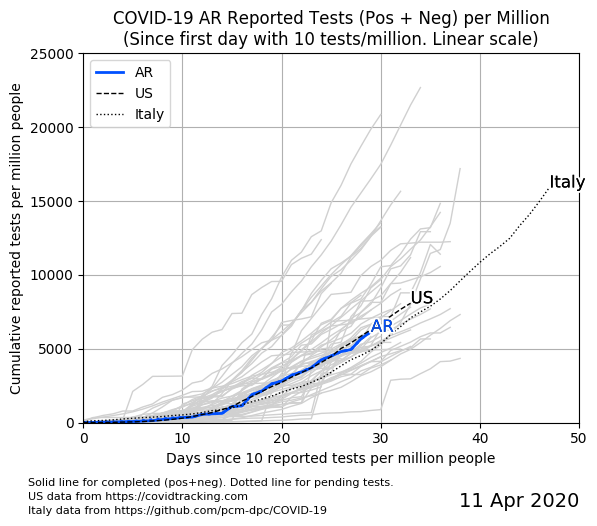 COVID-19 AR Reported Tests (Pos + Neg) per Million
(Since first day with 10 tests/million. Linear scale)
Cumulative reported tests per million people
25000
20000
15000
10000
5000
0
AR
US
Italy
Italy
US
AR
0
10
20
30
40
50
Days since 10 reported tests per million people
Solid line for completed (pos+neg). Dotted line for pending tests.
US data from https://covidtracking.com
Italy data from https://github.com/pcm-dpc/COVID-19
11 Apr 2020